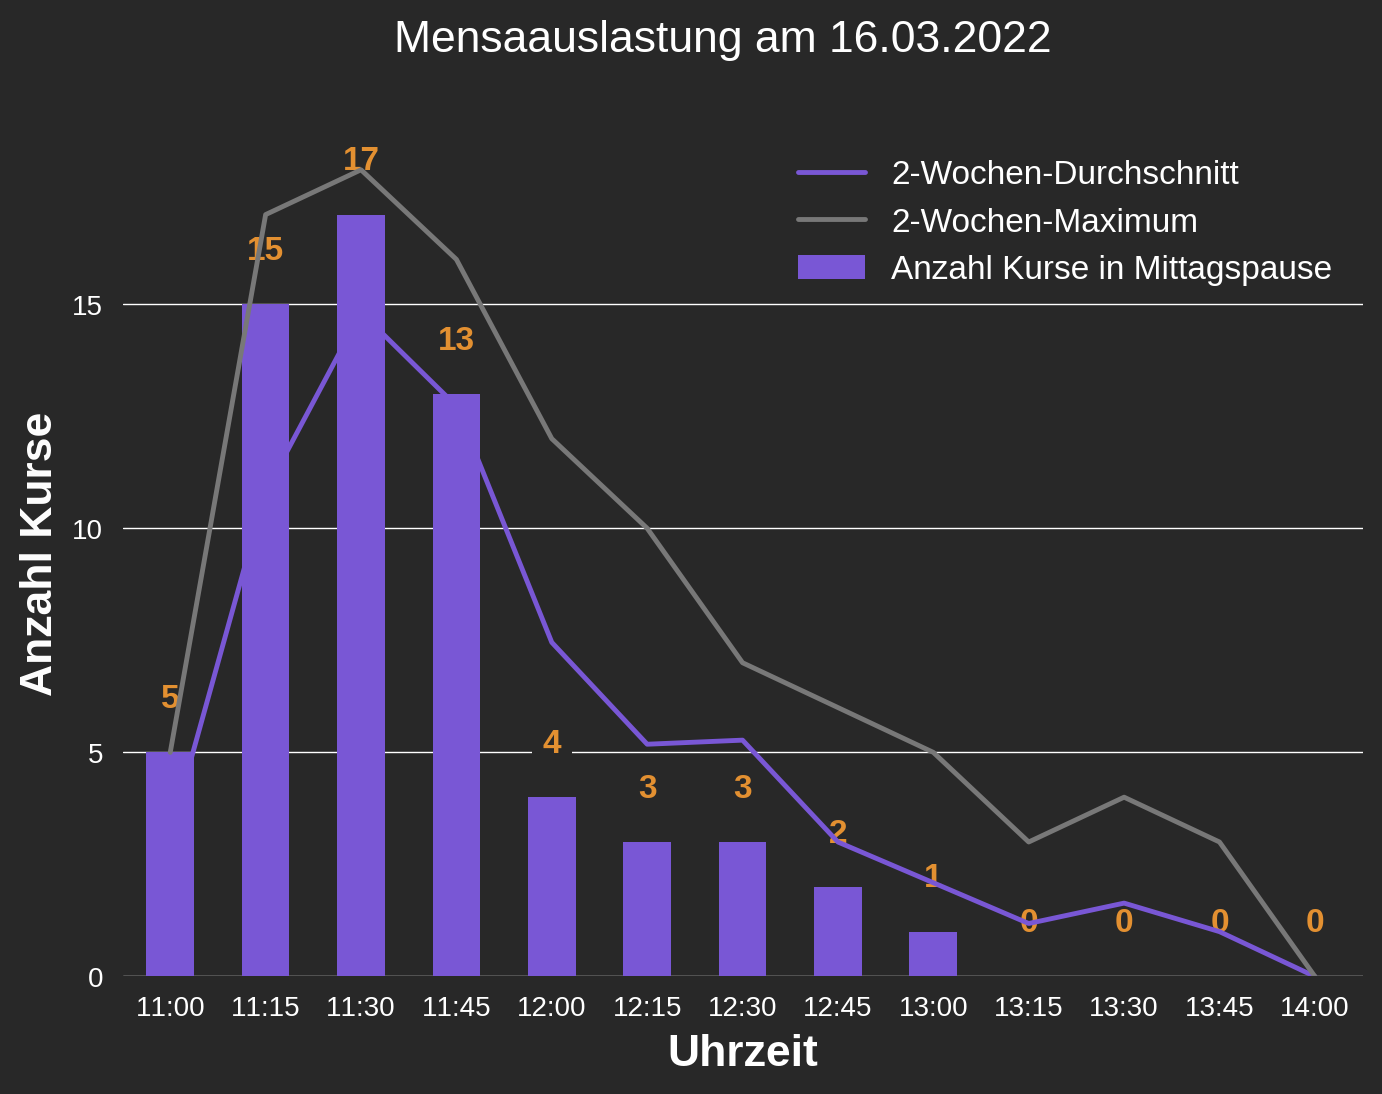 Mensaauslastung am 16.03.2022
2-Wochen-Durchschnitt
2-Wochen-Maximum
Anzahl Kurse in Mittagspause
Anzahl Kurse
15
10
5
0
5
15
17
13
4
3
3
2
1
0
0
0
0
11:00 11:15 11:30 11:45 12:00 12:15 12:30 12:45 13:00 13:15 13:30 13:45 14:00
Uhrzeit